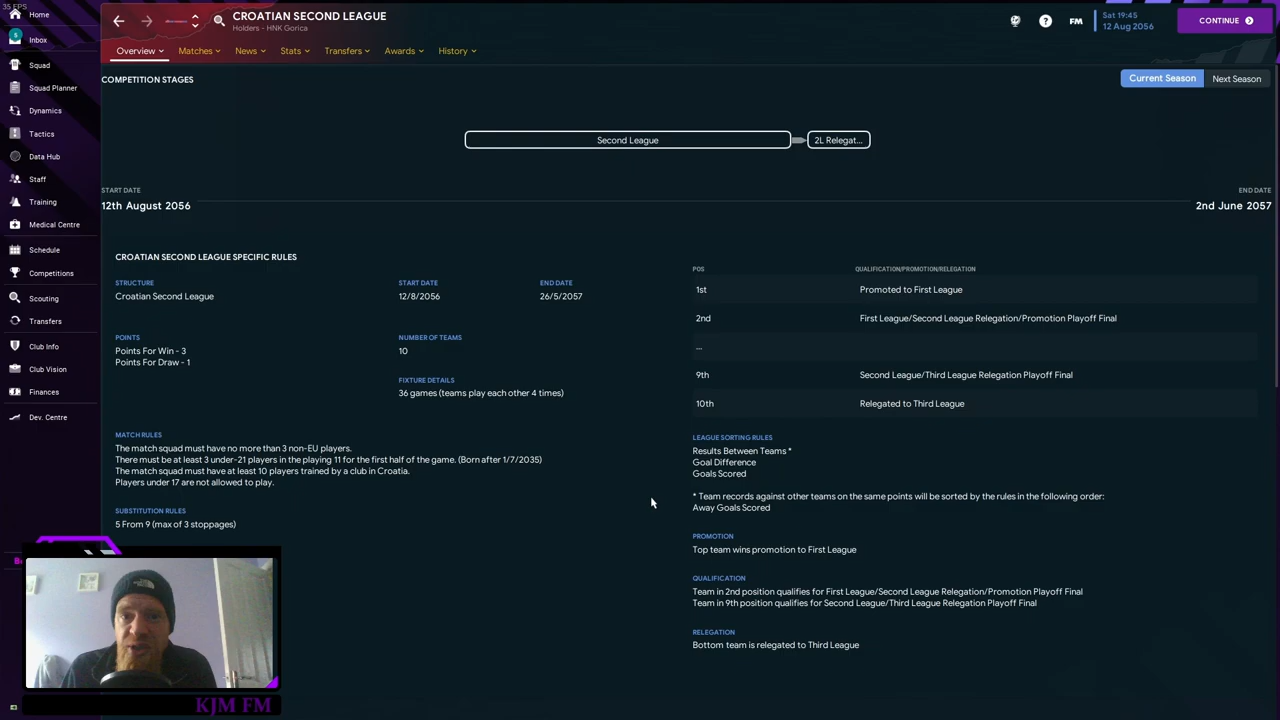 35 FPS
Home
CROATIAN SECOND LEAGUE
Holders - HNK Gorica
FM
Sat 19:45
12 Aug 2056
CONTINUE
5
Inbox
Overview
Matches
News
Stats
Transfers
Awards
History
Squad
Squad Planner
Dynamics
Tactics
Data Hub
Staff
Training
Medical Centre
Schedule
Competitions
Scouting
Transfers
Club Info
Club Vision
Finances
Dev. Centre
COMPETITION STAGES
Current Season
Next Season
Second League
2L Relegat...
START DATE
12th August 2056
END DATE
2nd June 2057
CROATIAN SECOND LEAGUE SPECIFIC RULES
STRUCTURE
Croatian Second League
START DATE
12/8/2056
END DATE
26/5/2057
POINTS
Points For Win - 3
Points For Draw - 1
NUMBER OF TEAMS
10
FIXTURE DETAILS
36 games (teams play each other 4 times)
MATCH RULES
The match squad must have no more than 3 non-EU players.
There must be at least 3 under-21 players in the playing 11 for the first half of the game. (Born after 1/7/2035)
The match squad must have at least 10 players trained by a club in Croatia.
Players under 17 are not allowed to play.
SUBSTITUTION RULES
5 From 9 (max of 3 stoppages)
POS
QUALIFICATION/PROMOTION/RELEGATION
1st
Promoted to First League
2nd
First League/Second League Relegation/Promotion Playoff Final
...
9th
Second League/Third League Relegation Playoff Final
10th
Relegated to Third League
LEAGUE SORTING RULES
Results Between Teams *
Goal Difference
Goals Scored
* Team records against other teams on the same points will be sorted by the rules in the following order:
Away Goals Scored
PROMOTION
Top team wins promotion to First League
QUALIFICATION
Team in 2nd position qualifies for First League/Second League Relegation/Promotion Playoff Final
Team in 9th position qualifies for Second League/Third League Relegation Playoff Final
RELEGATION
Bottom team is relegated to Third League
KJM FM